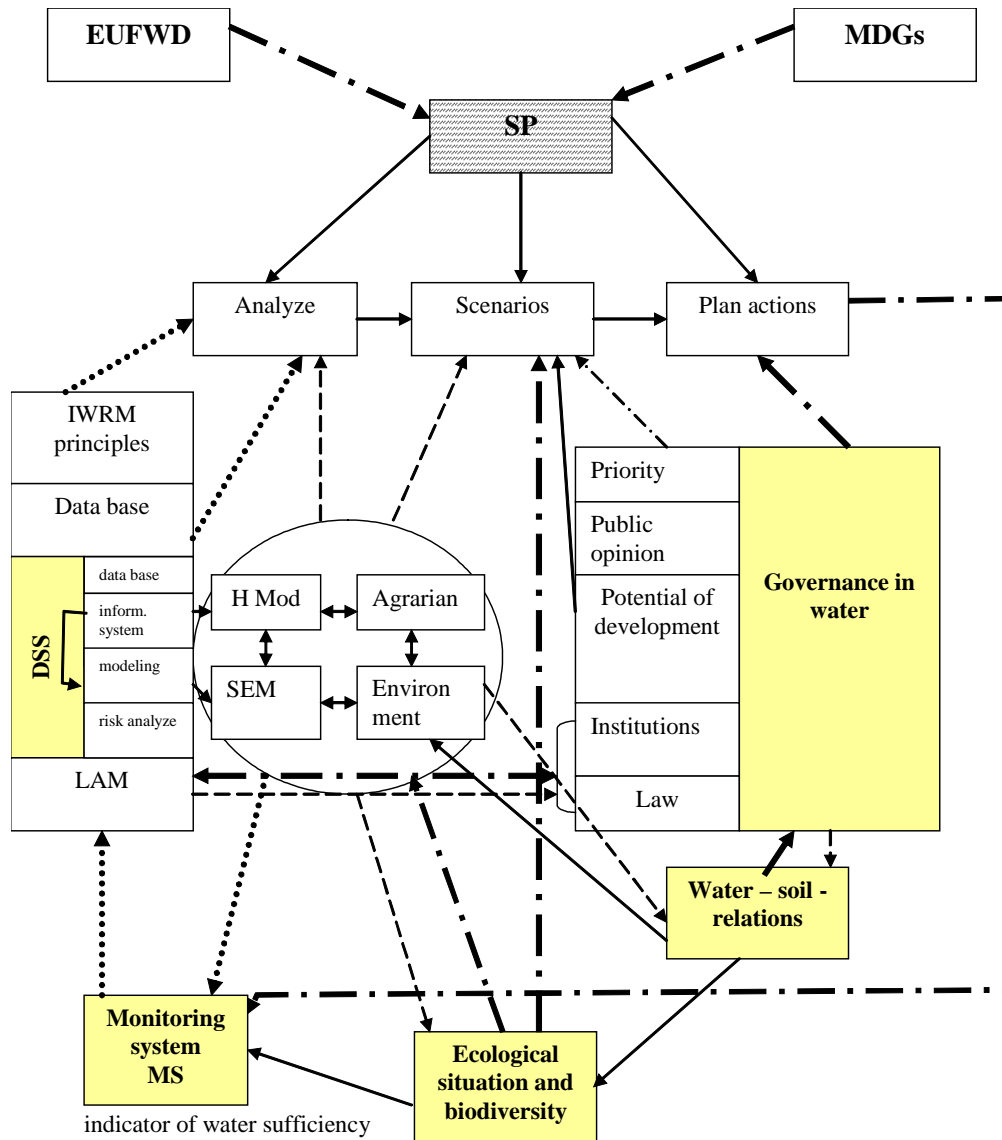 EUFWD
MDGs
SP
Analyze
Scenarios
Plan actions
IWRM
principles
Data base
DSS
data base
inform.
system
modeling
risk analyze
LAM
H Mod
Agrarian
SEM
Environ
ment
Priority
Public
opinion
Potential of
development
Institutions
Law
Governance in
water
Water – soil -
relations
Monitoring
system
MS
indicator of water sufficiency
Ecological
situation and
biodiversity